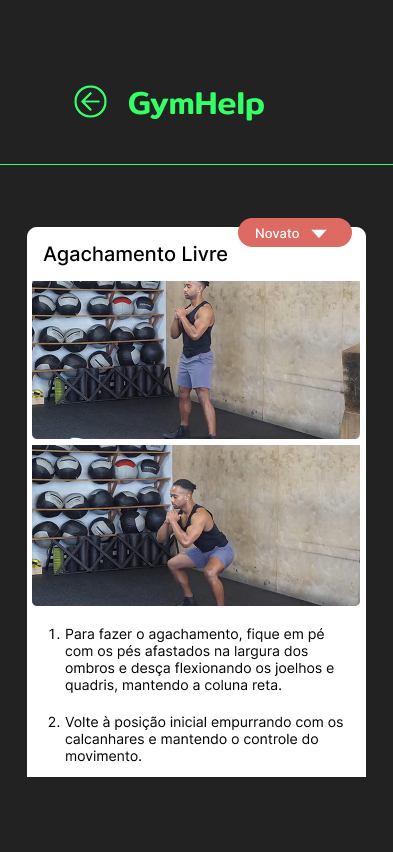 GymHelp
Novato
Agachamento Livre
1. Para fazer o agachamento, fique em pé
com os pés afastados na largura dos
ombros e desça flexionando os joelhos e
quadris, mantendo a coluna reta.
2. Volte à posição inicial empurrando com os
calcanhares e mantendo o controle do
movimento.